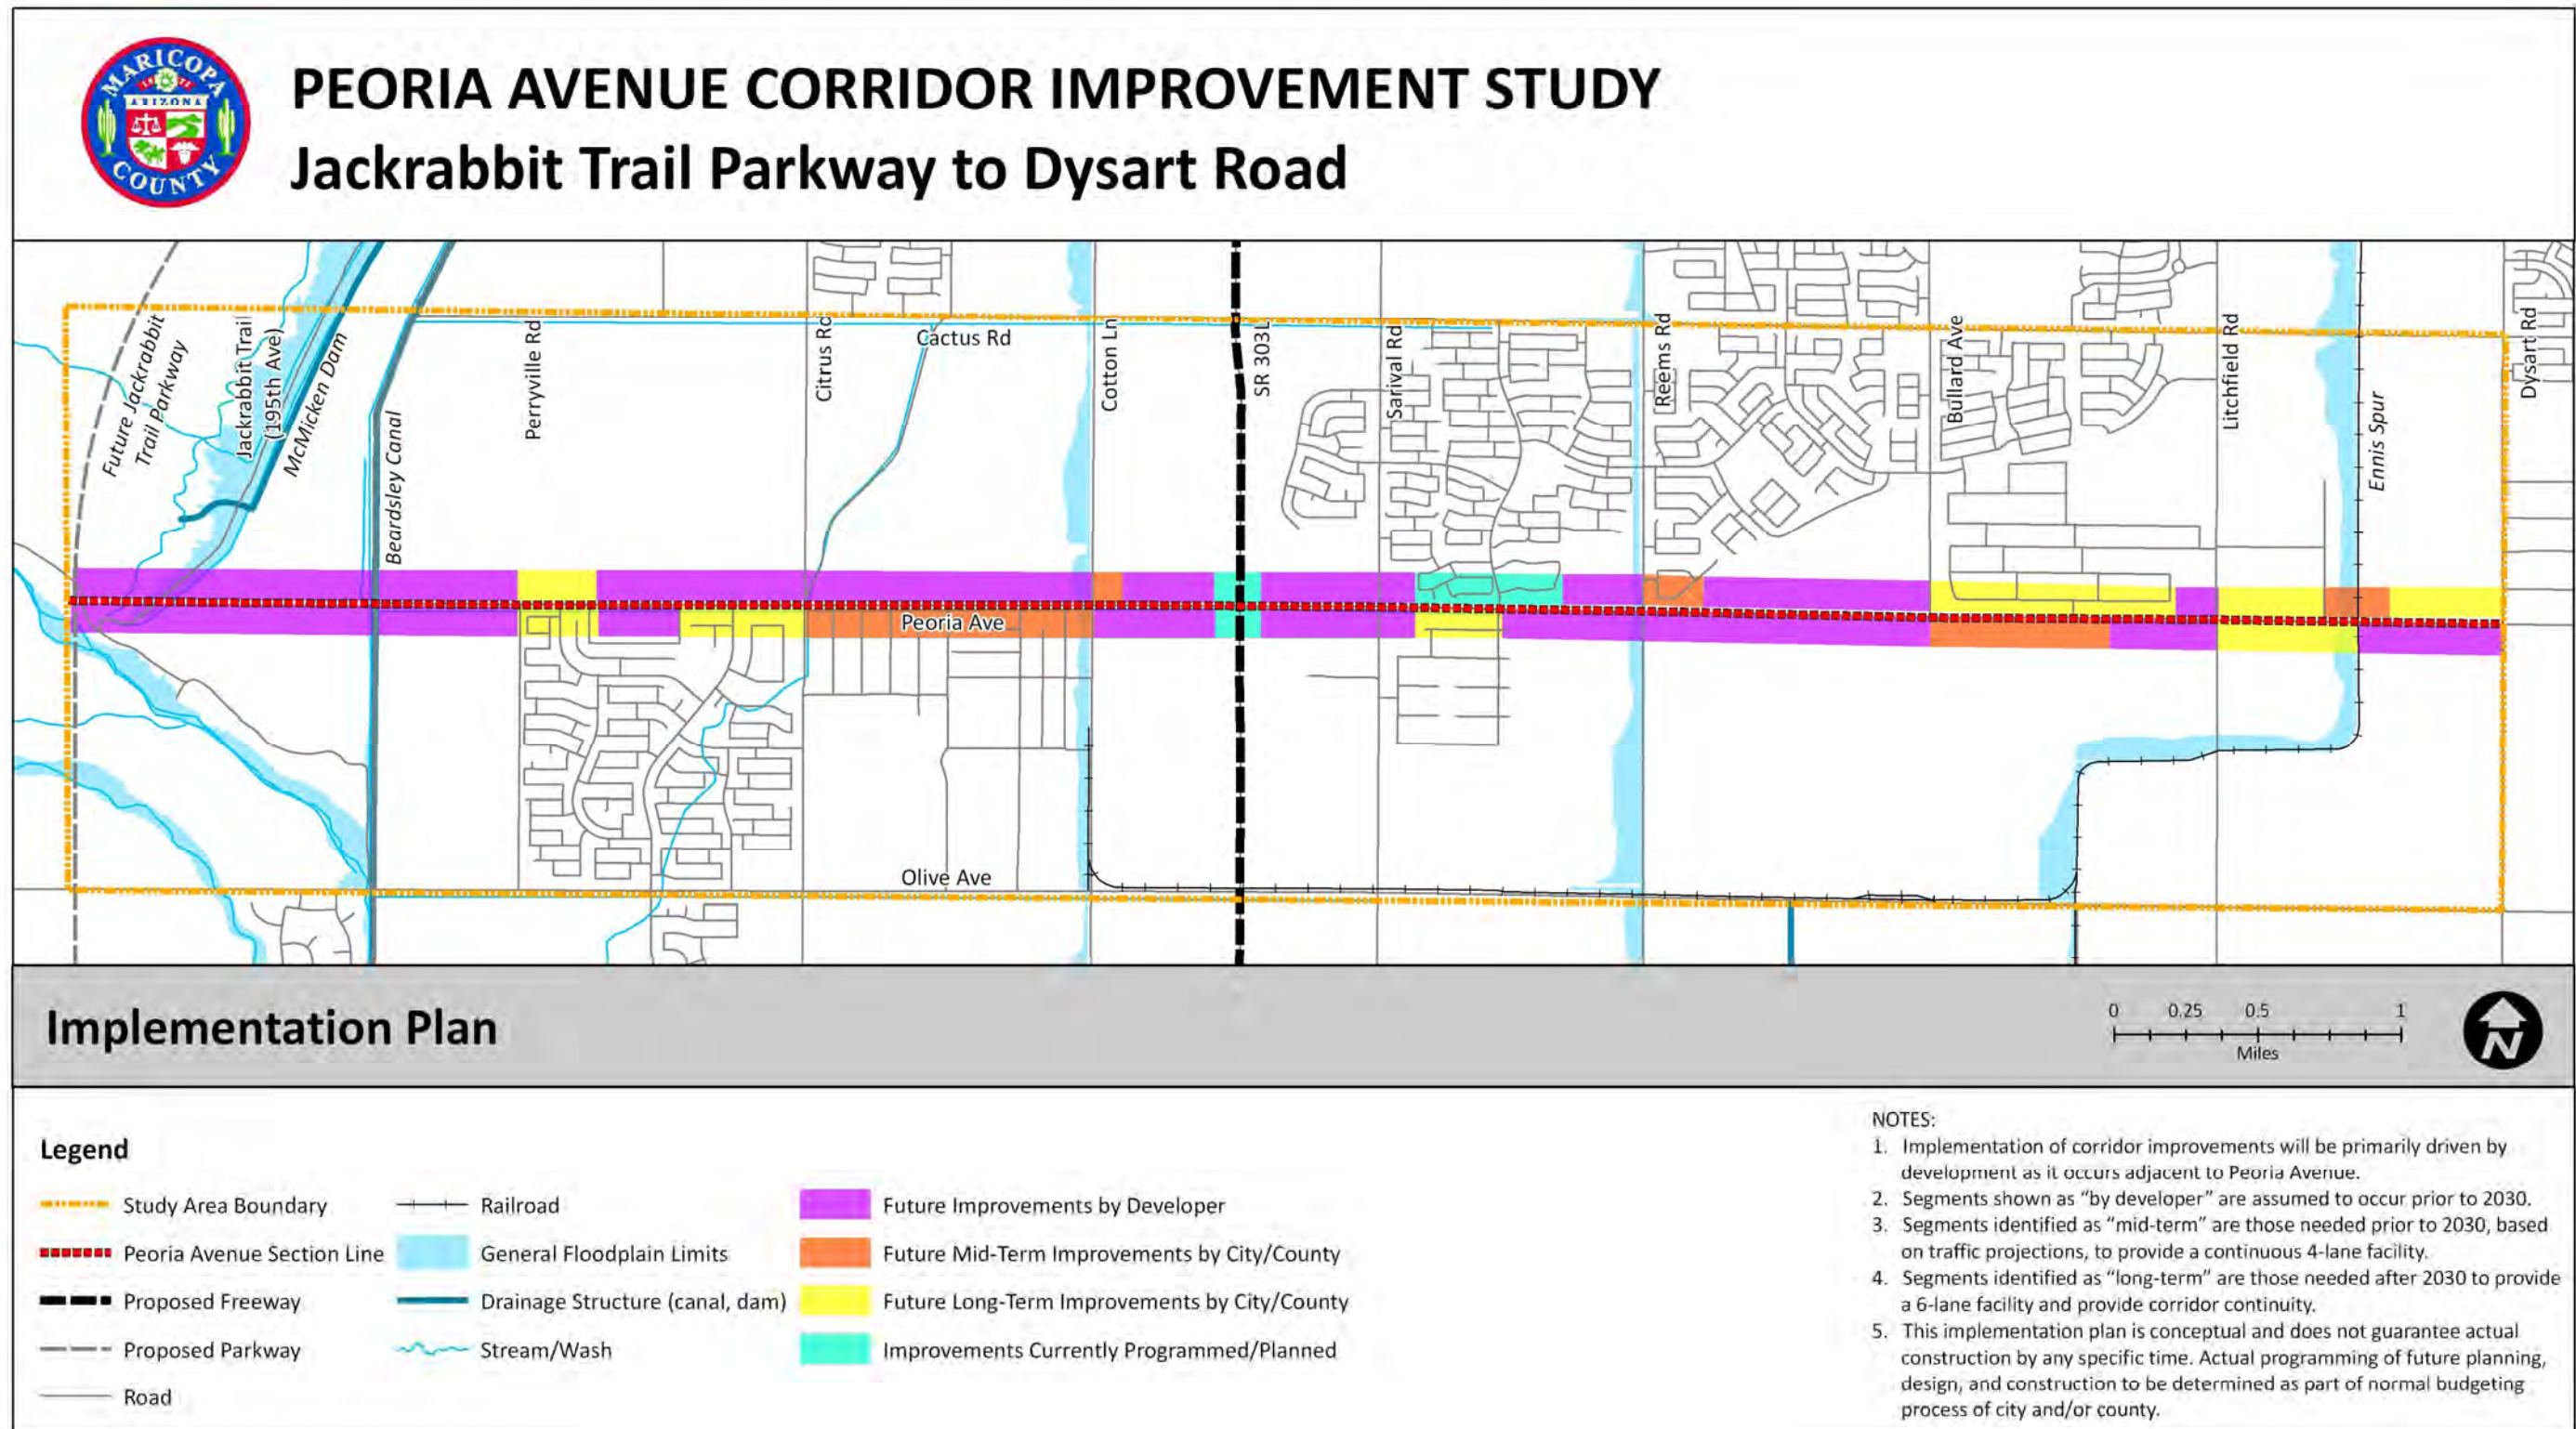 MARICOPA
ARIZONA
COUNTY
PEORIA AVENUE CORRIDOR IMPROVEMENT STUDY
Jackrabbit Trail Parkway to Dysart Road
Future Jackrabbit
Trail Parkway
Jackrabbit Trail
(195th Ave)
McMicken Dam
Beardsley Canal
Perryville Rd
Citrus Rd
Cactus Rd
Cotton Ln
SR 303L
Sarival Rd
Reems Rd
Bullard Ave
Litchfield Rd
Ennis Spur
Dysart Rd
Peoria Ave
Olive Ave
Implementation Plan
0 0.25 0.5 1
Miles
N
Legend
Study Area Boundary
Peoria Avenue Section Line
Proposed Freeway
Proposed Parkway
Road
Railroad
General Floodplain Limits
Drainage Structure (canal, dam)
Stream/Wash
Future Improvements by Developer
Future Mid-Term Improvements by City/County
Future Long-Term Improvements by City/County
Improvements Currently Programmed/Planned
NOTES:
1. Implementation of corridor improvements will be primarily driven by
development as it occurs adjacent to Peoria Avenue.
2. Segments shown as “by developer” are assumed to occur prior to 2030.
3. Segments identified as “mid-term” are those needed prior to 2030, based
on traffic projections, to provide a continuous 4-lane facility.
4. Segments identified as “long-term” are those needed after 2030 to provide
a 6-lane facility and provide corridor continuity.
5. This implementation plan is conceptual and does not guarantee actual
construction by any specific time. Actual programming of future planning,
design, and construction to be determined as part of normal budgeting
process of city and/or county.